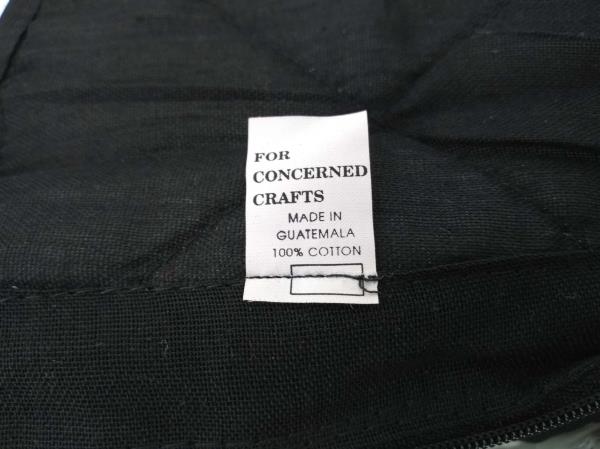 FOR
CONCERNED
CRAFTS
MADE IN
GUATEMALA
100% COTTON